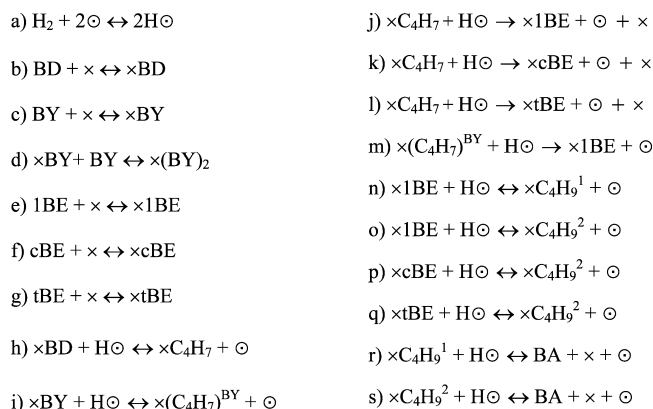 a) H₂ + 2⊙ ↔ 2H⊙
b) BD + × ↔ ×BD
c) BY + × ↔ ×BY
d) ×BY+ BY ↔ ×(BY)₂
e) 1BE + × ↔ ×1BE
f) cBE + × ↔ ×cBE
g) tBE + × ↔ ×tBE
h) ×BD + H⊙ ↔ ×C₄H₇ + ⊙
i) ×BY + H⊙ ↔ ×(C₄H₇)ᴮʸ + ⊙
j) ×C₄H₇ + H⊙ → ×1BE + ⊙ + ×
k) ×C₄H₇ + H⊙ → ×cBE + ⊙ + ×
l) ×C₄H₇ + H⊙ → ×tBE + ⊙ + ×
m) ×(C₄H₇)ᴮʸ + H⊙ → ×1BE + ⊙
n) ×1BE + H⊙ ↔ ×C₄H₉¹ + ⊙
o) ×1BE + H⊙ ↔ ×C₄H₉² + ⊙
p) ×cBE + H⊙ ↔ ×C₄H₉² + ⊙
q) ×tBE + H⊙ ↔ ×C₄H₉² + ⊙
r) ×C₄H₉¹ + H⊙ ↔ BA + × + ⊙
s) ×C₄H₉² + H⊙ ↔ BA + × + ⊙